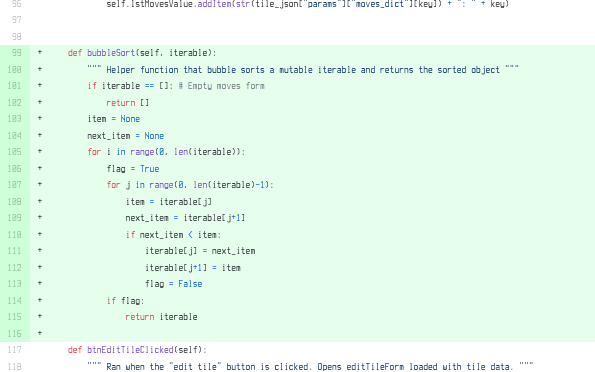 96 self.lstMovesValue.addItem(str(tile_json["params"]["moves_dict"][key]) + ": " + key)
97
98
99 + def bubbleSort(self, iterable):
100 + """ Helper function that bubble sorts a mutable iterable and returns the sorted object """
101 + if iterable == []: # Empty moves form
102 + return []
103 + item = None
104 + next_item = None
105 + for i in range(0, len(iterable)):
106 + flag = True
107 + for j in range(0, len(iterable)-1):
108 + item = iterable[j]
109 + next_item = iterable[j+1]
110 + if next_item < item:
111 + iterable[j] = next_item
112 + iterable[j+1] = item
113 + flag = False
114 + if flag:
115 + return iterable
116 +
117 def btnEditTileClicked(self):
118 """ Ran when the "edit tile" button is clicked. Opens editTileForm loaded with tile data. """